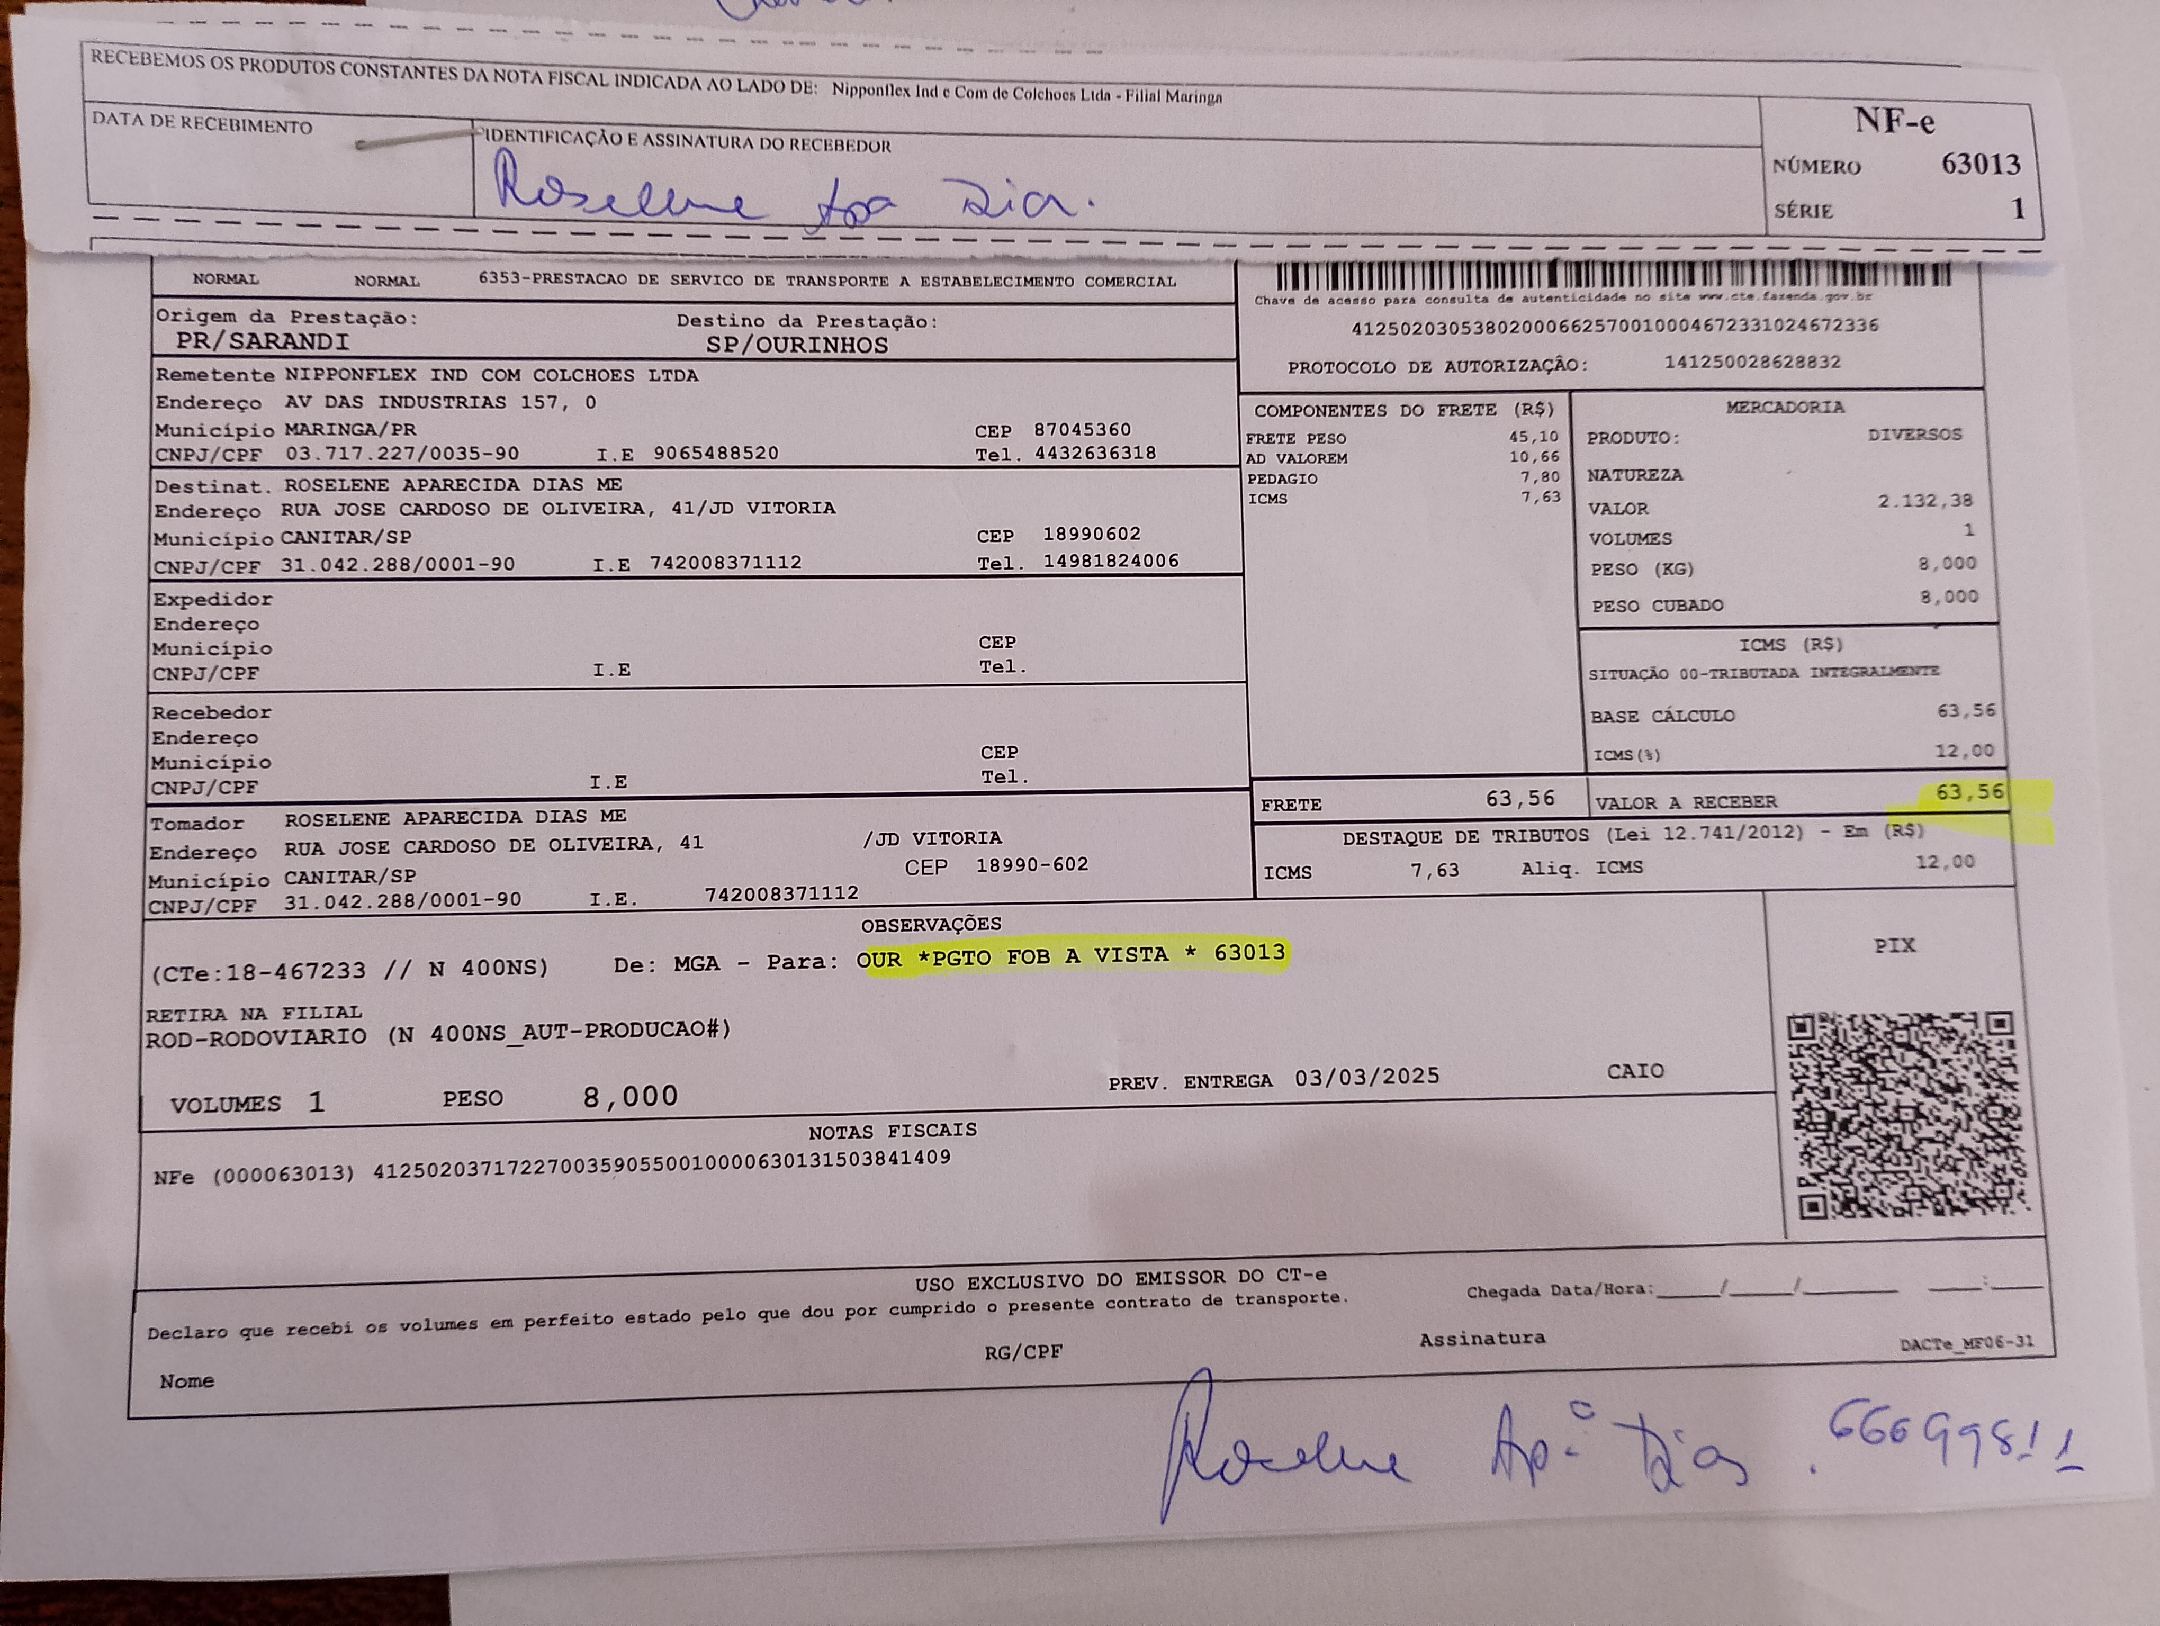 RECEBEMOS OS PRODUTOS CONSTANTES DA NOTA FISCAL INDICADA AO LADO DE: Nipponflex Ind e Com de Colchoes Ltda - Filial Maringa
DATA DE RECEBIMENTO
IDENTIFICAÇÃO E ASSINATURA DO RECEBEDOR
Roselene Apa Dias.
NF-e
NÚMERO 63013
SÉRIE 1
NORMAL NORMAL 6353-PRESTACAO DE SERVICO DE TRANSPORTE A ESTABELECIMENTO COMERCIAL
Origem da Prestação: Destino da Prestação:
PR/SARANDI SP/OURINHOS
Chave de acesso para consulta de autenticidade no site www.cte.fazenda.gov.br
41250203053802000662570010004672331024672336
PROTOCOLO DE AUTORIZAÇÂO: 141250028628832
Remetente NIPPONFLEX IND COM COLCHOES LTDA
Endereço AV DAS INDUSTRIAS 157, 0
Município MARINGA/PR CEP 87045360
CNPJ/CPF 03.717.227/0035-90 I.E 9065488520 Tel. 4432636318
Destinat. ROSELENE APARECIDA DIAS ME
Endereço RUA JOSE CARDOSO DE OLIVEIRA, 41/JD VITORIA
Município CANITAR/SP CEP 18990602
CNPJ/CPF 31.042.288/0001-90 I.E 742008371112 Tel. 14981824006
Expedidor
Endereço
Município CEP
CNPJ/CPF I.E Tel.
Recebedor
Endereço
Município CEP
CNPJ/CPF I.E Tel.
Tomador ROSELENE APARECIDA DIAS ME
Endereço RUA JOSE CARDOSO DE OLIVEIRA, 41 /JD VITORIA
Município CANITAR/SP CEP 18990-602
CNPJ/CPF 31.042.288/0001-90 I.E. 742008371112
COMPONENTES DO FRETE (R$)
FRETE PESO 45,10
AD VALOREM 10,66
PEDAGIO 7,80
ICMS 7,63
MERCADORIA
PRODUTO: DIVERSOS
NATUREZA
VALOR 2.132,38
VOLUMES 1
PESO (KG) 8,000
PESO CUBADO 8,000
ICMS (R$)
SITUAÇÃO 00-TRIBUTADA INTEGRALMENTE
BASE CÁLCULO 63,56
ICMS(%) 12,00
FRETE 63,56 VALOR A RECEBER 63,56
DESTAQUE DE TRIBUTOS (Lei 12.741/2012) - Em (R$)
ICMS 7,63 Aliq. ICMS 12,00
OBSERVAÇÕES
(CTe:18-467233 // N 400NS) De: MGA - Para: OUR *PGTO FOB A VISTA * 63013
RETIRA NA FILIAL
ROD-RODOVIARIO (N 400NS_AUT-PRODUCAO#)
VOLUMES 1 PESO 8,000 PREV. ENTREGA 03/03/2025 CAIO
PIX
NOTAS FISCAIS
NFe (000063013) 41250203717227003590550010000630131503841409
USO EXCLUSIVO DO EMISSOR DO CT-e
Declaro que recebi os volumes em perfeito estado pelo que dou por cumprido o presente contrato de transporte.
Chegada Data/Hora:____/____/______ ____:____
Nome RG/CPF Assinatura DACTe_MF06-31
Roselene Apª Dias. 66699811